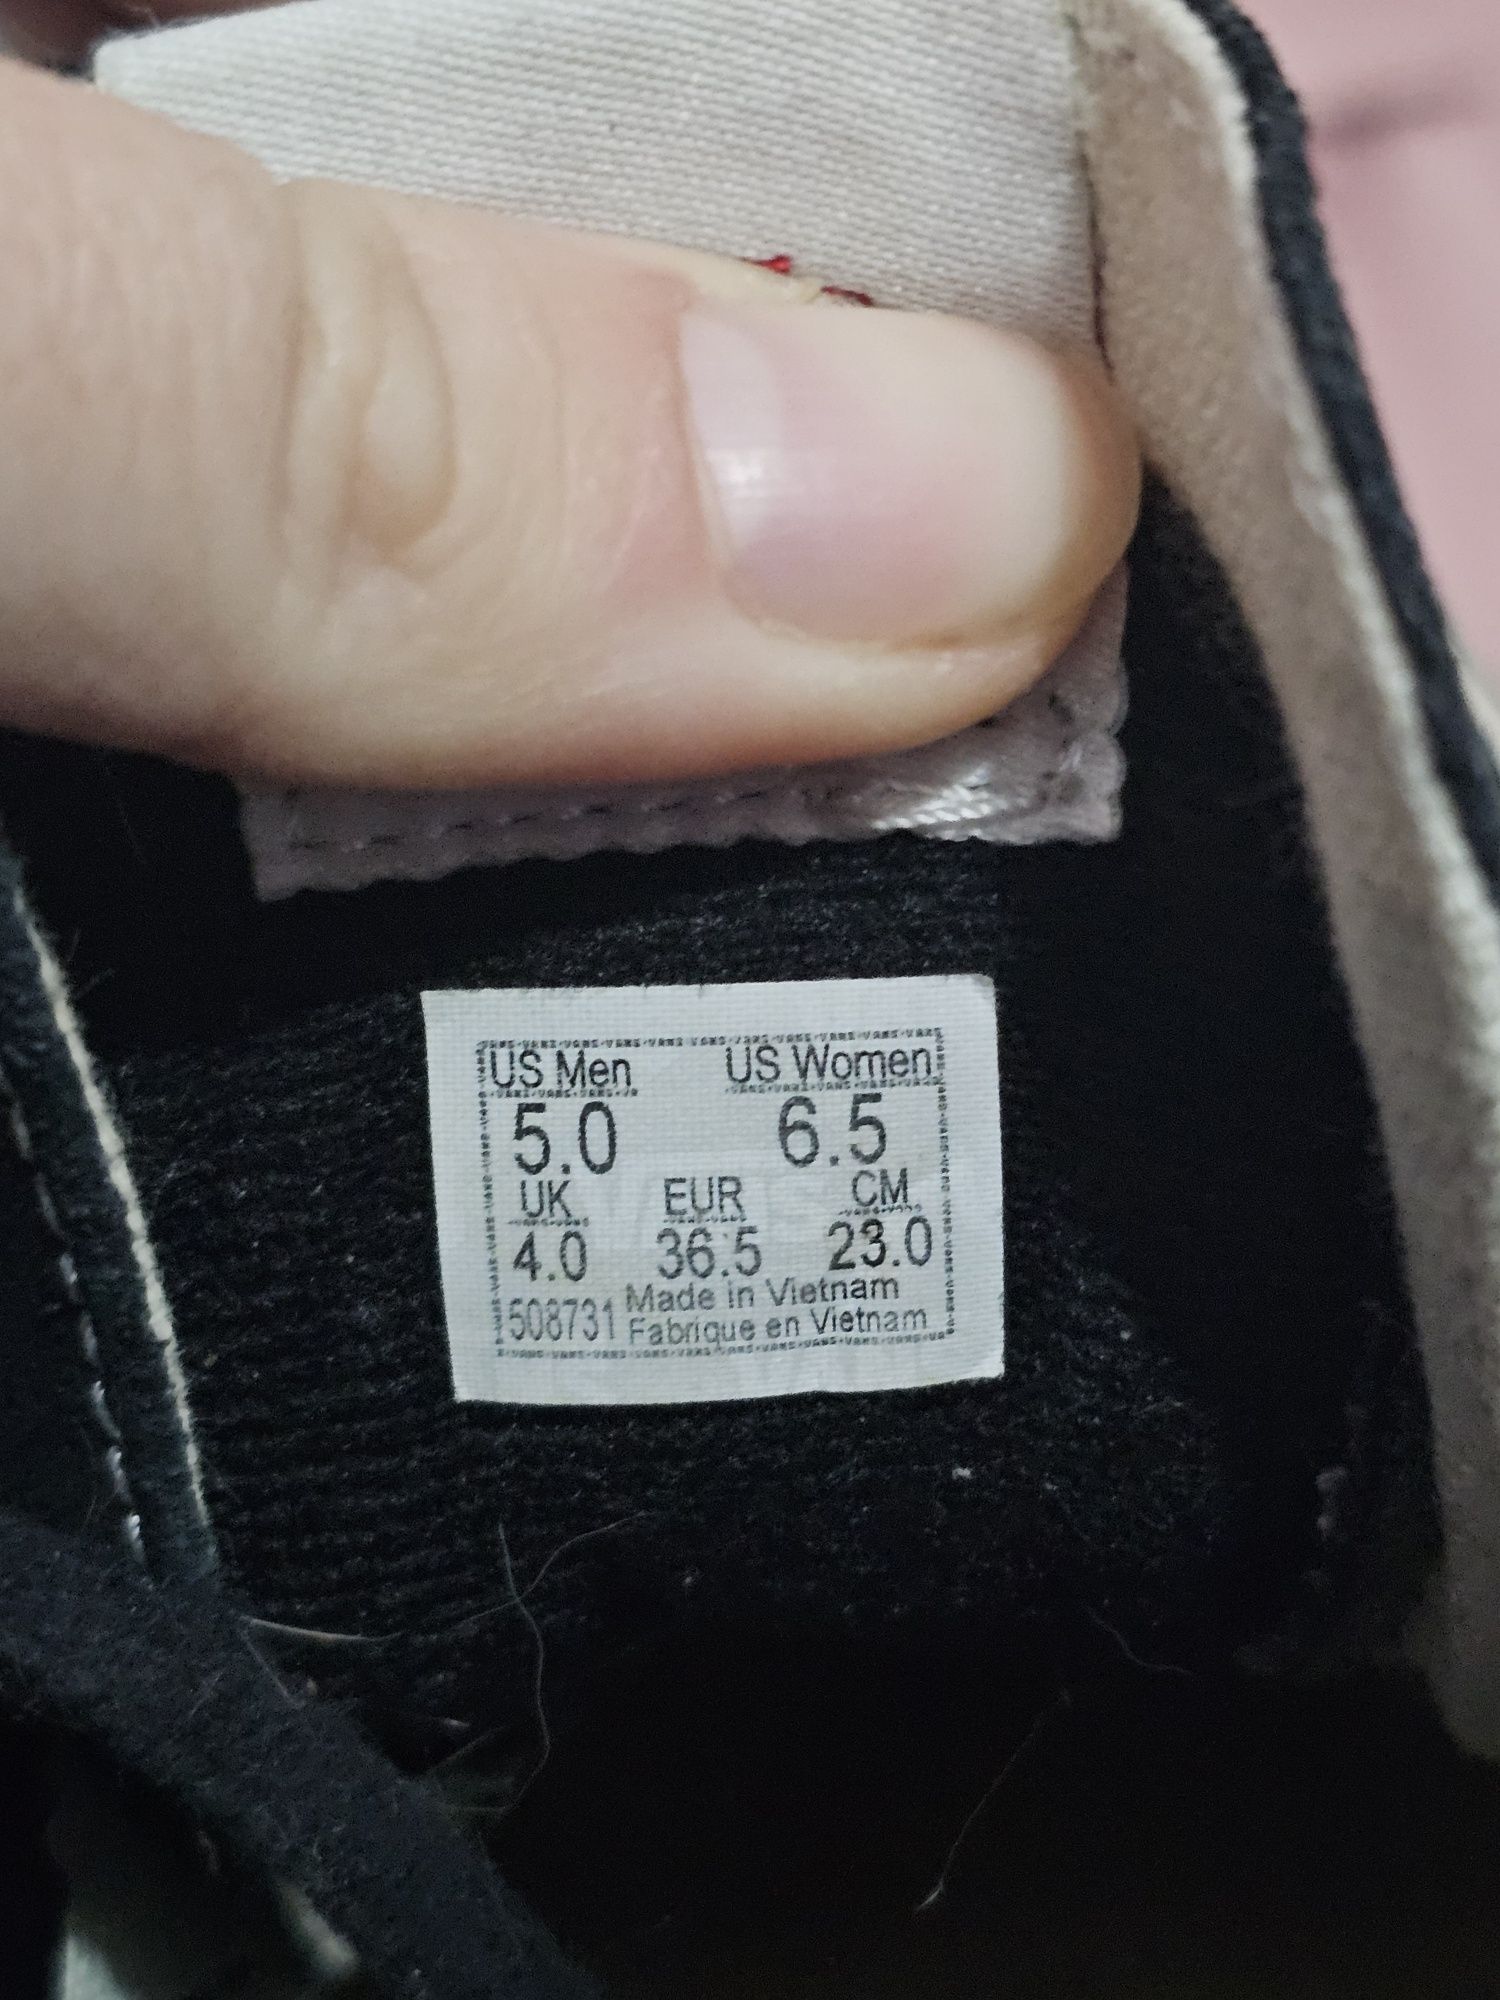 US Men US Women
5.0 6.5
UK EUR CM
4.0 36.5 23.0
508731 Made in Vietnam
Fabrique en Vietnam